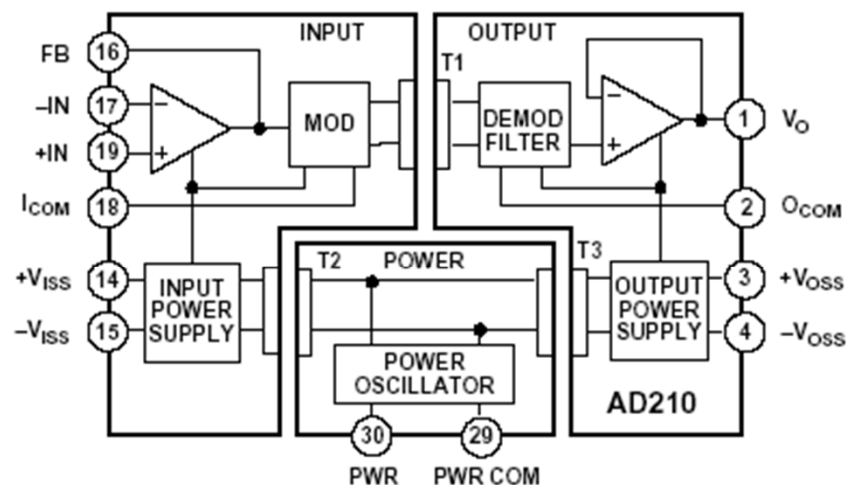 INPUT
OUTPUT
FB
16
T1
–IN
17
–
+IN
19
+
MOD
DEMOD
FILTER
–
+
1
VO
ICOM
18
2
OCOM
+VISS
14
–VISS
15
INPUT
POWER
SUPPLY
T2
POWER
T3
POWER
OSCILLATOR
OUTPUT
POWER
SUPPLY
3
+VOSS
4
–VOSS
AD210
30
29
PWR
PWR COM